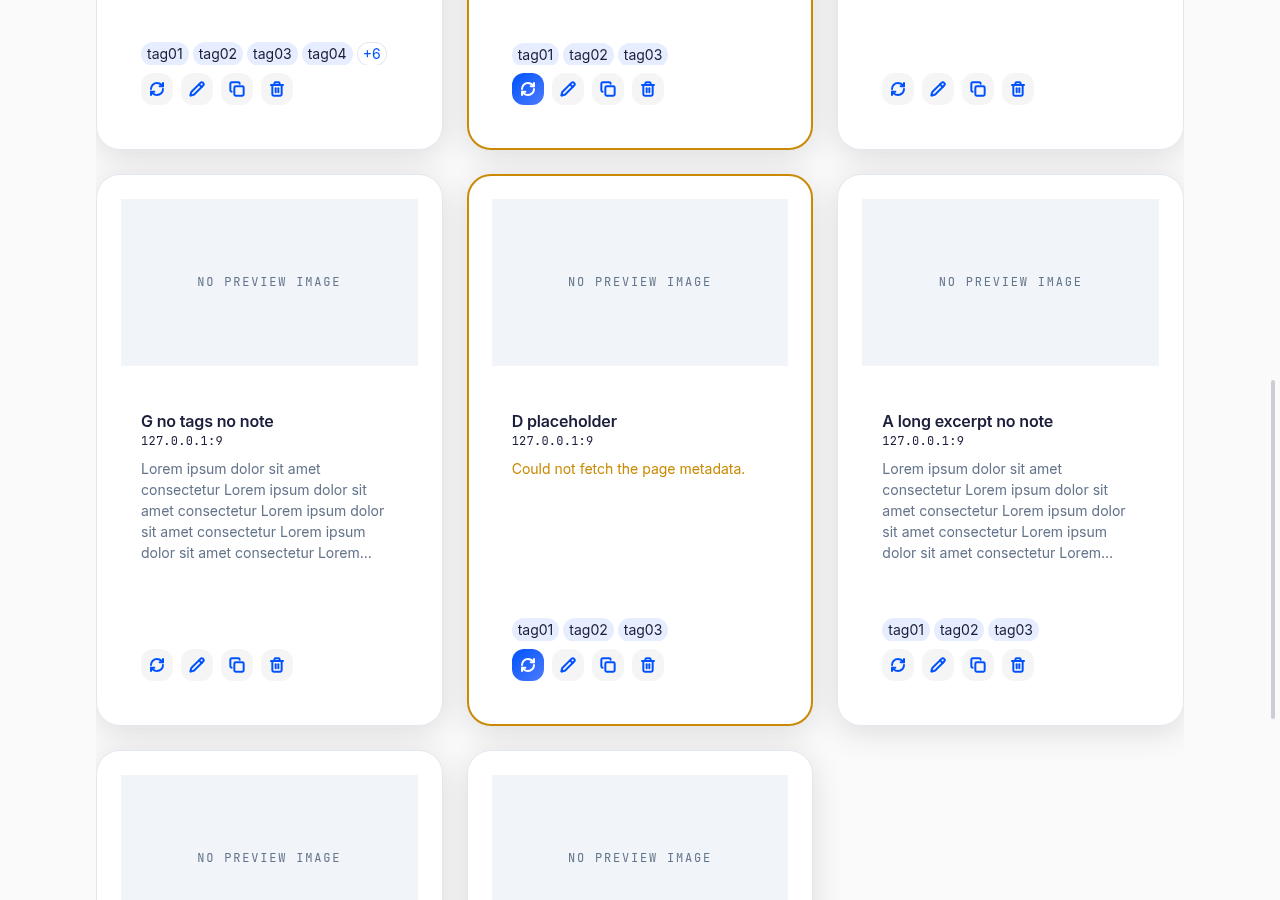 tag01 tag02 tag03 tag04 +6
tag01 tag02 tag03
NO PREVIEW IMAGE
G no tags no note
127.0.0.1:9
Lorem ipsum dolor sit amet
consectetur Lorem ipsum dolor sit
amet consectetur Lorem ipsum dolor
sit amet consectetur Lorem ipsum
dolor sit amet consectetur Lorem...
NO PREVIEW IMAGE
D placeholder
127.0.0.1:9
Could not fetch the page metadata.
tag01 tag02 tag03
NO PREVIEW IMAGE
A long excerpt no note
127.0.0.1:9
Lorem ipsum dolor sit amet
consectetur Lorem ipsum dolor sit
amet consectetur Lorem ipsum dolor
sit amet consectetur Lorem ipsum
dolor sit amet consectetur Lorem...
tag01 tag02 tag03
NO PREVIEW IMAGE
NO PREVIEW IMAGE